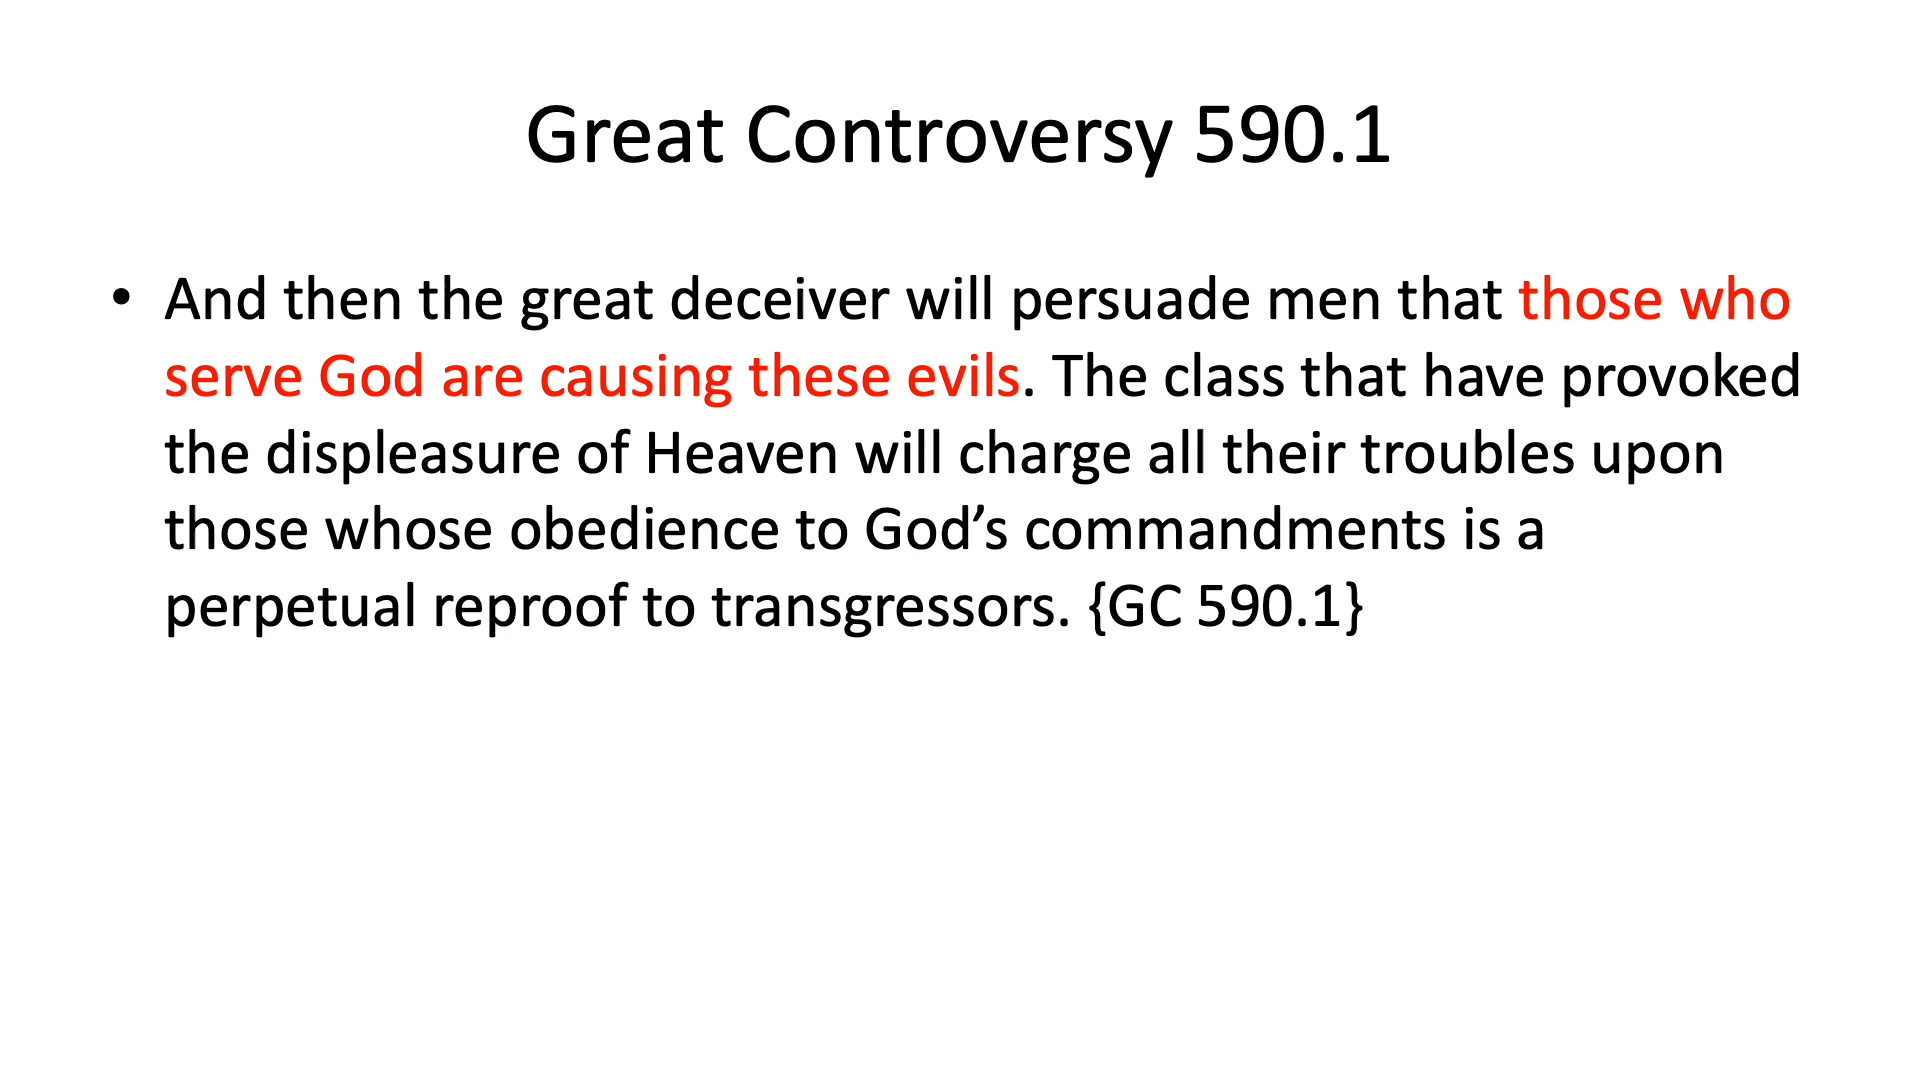 Great Controversy 590.1
• And then the great deceiver will persuade men that those who
serve God are causing these evils. The class that have provoked
the displeasure of Heaven will charge all their troubles upon
those whose obedience to God’s commandments is a
perpetual reproof to transgressors. {GC 590.1}